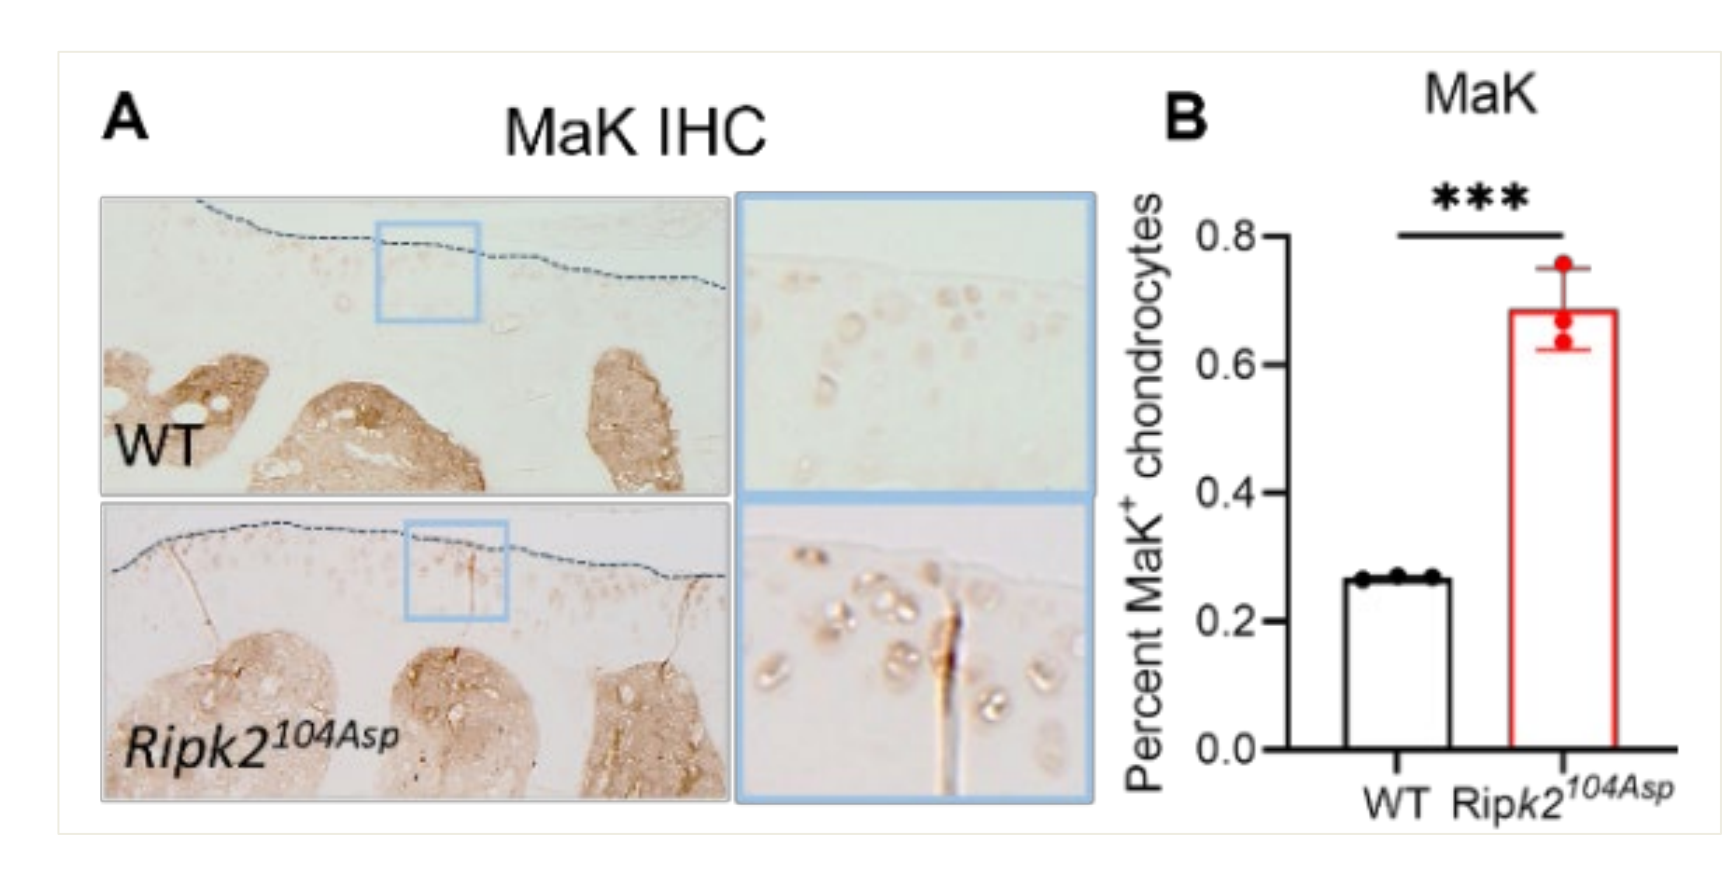 A
MaK IHC
WT
Ripk2104Asp
B
MaK
***
Percent MaK+ chondrocytes
0.8
0.6
0.4
0.2
0.0
WT Ripk2104Asp